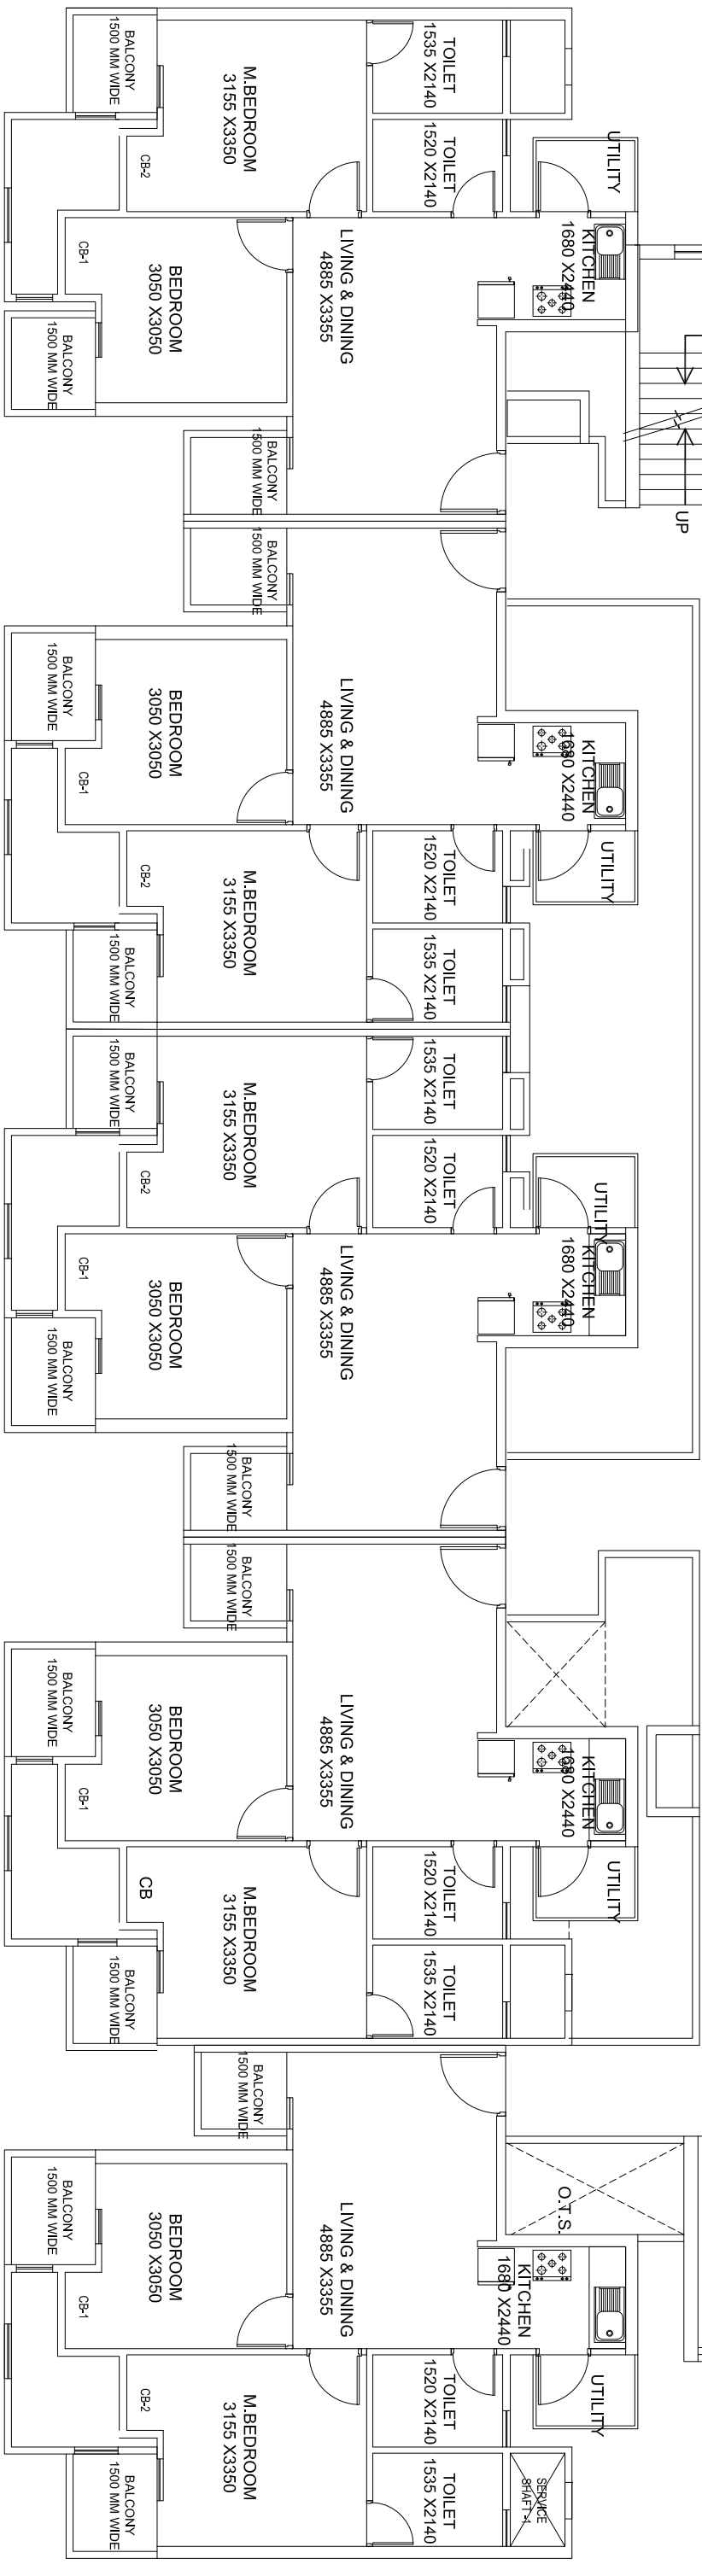 BALCONY
1500 MM WIDE
M.BEDROOM
3155 X3350
TOILET
1535 X2140
TOILET
1520 X2140
UTILITY
CB-2
CB-1
BEDROOM
3050 X3050
LIVING & DINING
4885 X3355
KITCHEN
1680 X2440
BALCONY
1500 MM WIDE
BALCONY
1500 MM WIDE
UP
BALCONY
1500 MM WIDE
BALCONY
1500 MM WIDE
BEDROOM
3050 X3050
LIVING & DINING
4885 X3355
KITCHEN
1680 X2440
CB-1
CB-2
M.BEDROOM
3155 X3350
TOILET
1520 X2140
UTILITY
BALCONY
1500 MM WIDE
TOILET
1535 X2140
BALCONY
1500 MM WIDE
M.BEDROOM
3155 X3350
TOILET
1535 X2140
TOILET
1520 X2140
UTILITY
CB-2
CB-1
BEDROOM
3050 X3050
LIVING & DINING
4885 X3355
KITCHEN
1680 X2440
BALCONY
1500 MM WIDE
BALCONY
1500 MM WIDE
BALCONY
1500 MM WIDE
BALCONY
1500 MM WIDE
BEDROOM
3050 X3050
LIVING & DINING
4885 X3355
KITCHEN
1680 X2440
CB-1
CB
M.BEDROOM
3155 X3350
TOILET
1520 X2140
UTILITY
BALCONY
1500 MM WIDE
TOILET
1535 X2140
BALCONY
1500 MM WIDE
O.T.S.
BALCONY
1500 MM WIDE
BEDROOM
3050 X3050
LIVING & DINING
4885 X3355
KITCHEN
1680 X2440
CB-1
CB-2
M.BEDROOM
3155 X3350
TOILET
1520 X2140
UTILITY
BALCONY
1500 MM WIDE
TOILET
1535 X2140
SERVICE
SHAFT -1